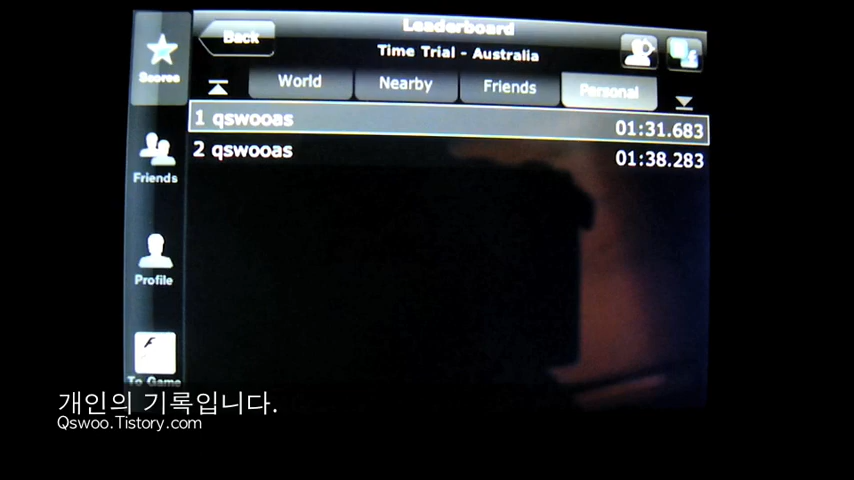 Leaderboard
Back
Time Trial - Australia
Scores
World
Nearby
Friends
Personal
1 qswooas
01:31.683
2 qswooas
01:38.283
Friends
Profile
To Game
개인의 기록입니다.
Qswoo.Tistory.com